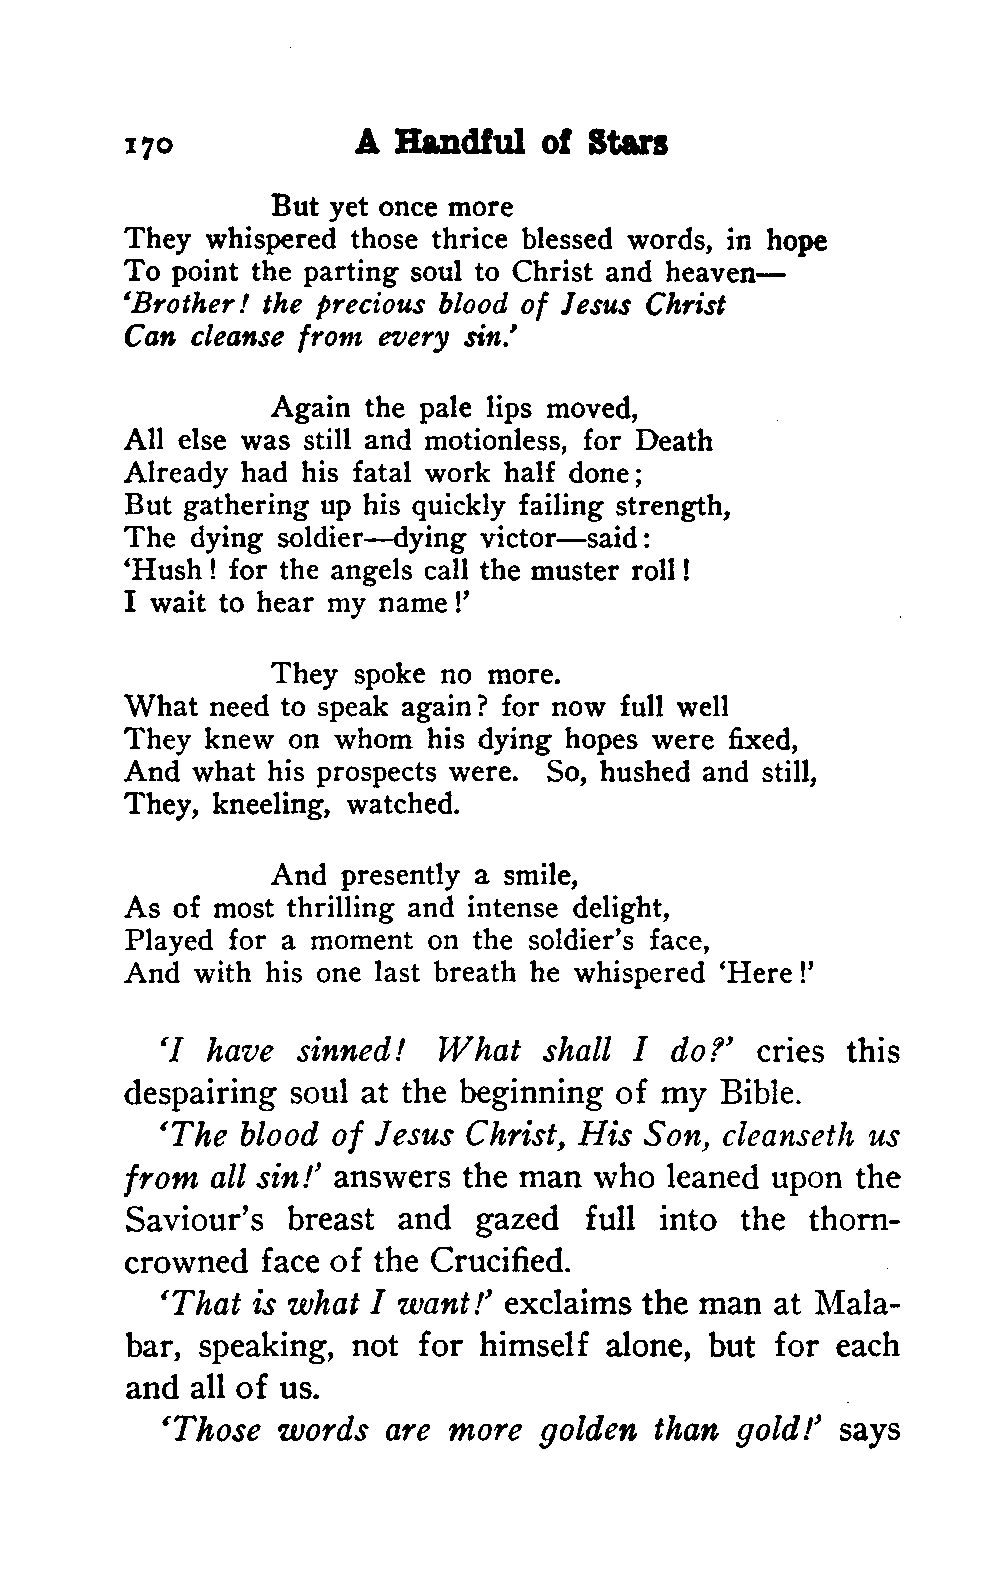 170 A Handful of Stars
But yet once more
They whispered those thrice blessed words, in hope
To point the parting soul to Christ and heaven—
‘Brother! the precious blood of Jesus Christ
Can cleanse from every sin.’
Again the pale lips moved,
All else was still and motionless, for Death
Already had his fatal work half done;
But gathering up his quickly failing strength,
The dying soldier—dying victor—said:
‘Hush! for the angels call the muster roll!
I wait to hear my name!’
They spoke no more.
What need to speak again? for now full well
They knew on whom his dying hopes were fixed,
And what his prospects were. So, hushed and still,
They, kneeling, watched.
And presently a smile,
As of most thrilling and intense delight,
Played for a moment on the soldier’s face,
And with his one last breath he whispered ‘Here!’
‘I have sinned! What shall I do?’ cries this
despairing soul at the beginning of my Bible.
‘The blood of Jesus Christ, His Son, cleanseth us
from all sin!’ answers the man who leaned upon the
Saviour’s breast and gazed full into the thorn-
crowned face of the Crucified.
‘That is what I want!’ exclaims the man at Mala-
bar, speaking, not for himself alone, but for each
and all of us.
‘Those words are more golden than gold!’ says